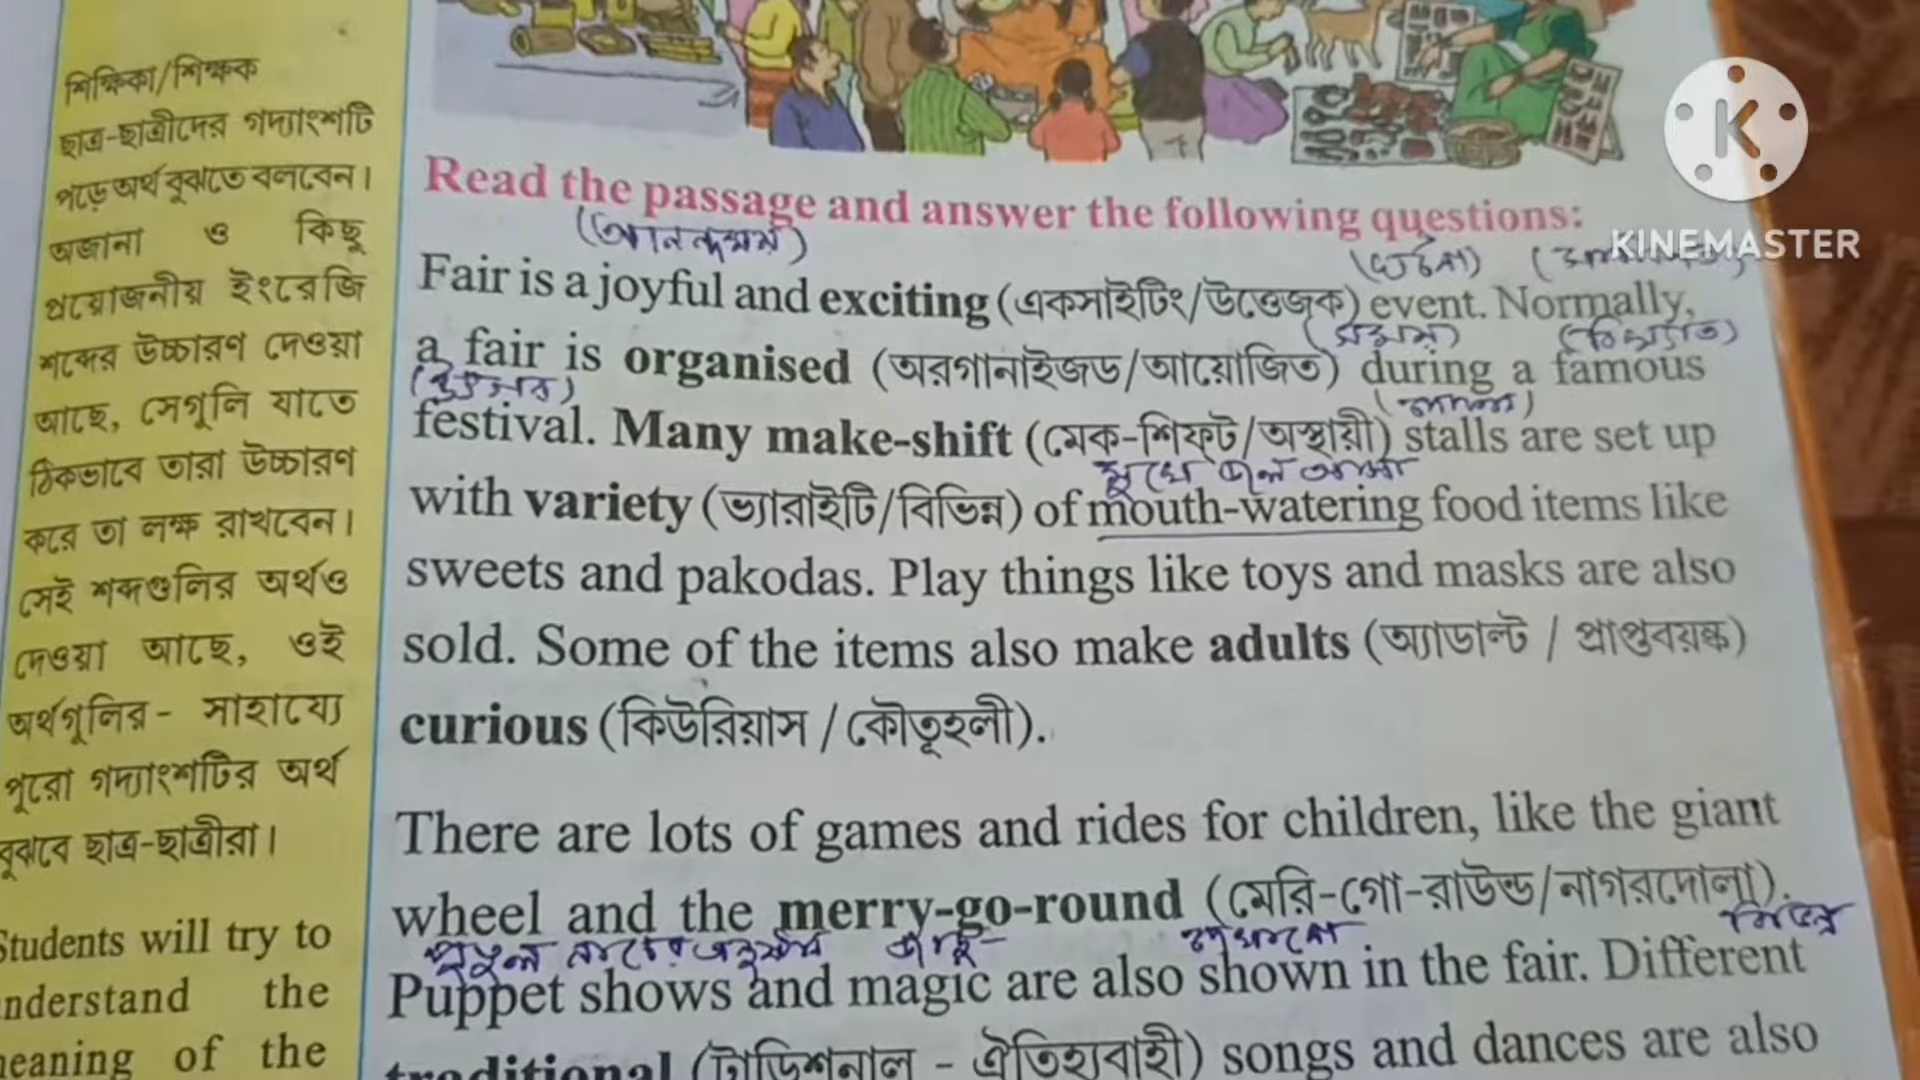 শিক্ষিকা/শিক্ষক
ছাত্র-ছাত্রীদের গদ্যাংশটি
পড়ে অর্থ বুঝতে বলবেন।
অজানা ও কিছু
প্রয়োজনীয় ইংরেজি
শব্দের উচ্চারণ দেওয়া
আছে, সেগুলি যাতে
ঠিকভাবে তারা উচ্চারণ
করে তা লক্ষ রাখবেন।
সেই শব্দগুলির অর্থও
দেওয়া আছে, ওই
অর্থগুলির- সাহায্যে
পুরো গদ্যাংশটির অর্থ
বুঝবে ছাত্র-ছাত্রীরা।
Students will try to
understand the
meaning of the
Read the passage and answer the following questions:
(আনন্দময়)
Fair is a joyful and exciting (একসাইটিং/উত্তেজক) event. Normally,
(বিখ্যাত)
a fair is organised (অরগানাইজড/আয়োজিত) during a famous
(উৎসব)
festival. Many make-shift (মেক-শিফ্ট/অস্থায়ী) stalls are set up
মুখে জল আসা
with variety (ভ্যারাইটি/বিভিন্ন) of mouth-watering food items like
sweets and pakodas. Play things like toys and masks are also
sold. Some of the items also make adults (অ্যাডাল্ট / প্রাপ্তবয়স্ক)
curious (কিউরিয়াস / কৌতূহলী).
There are lots of games and rides for children, like the giant
wheel and the merry-go-round (মেরি-গো-রাউন্ড/নাগরদোলা).
পুতুল নাচের জাদু- দেখানো বিভিন্ন
Puppet shows and magic are also shown in the fair. Different
traditional (ট্রাডিশনাল - ঐতিহ্যবাহী) songs and dances are also
KINEMASTER